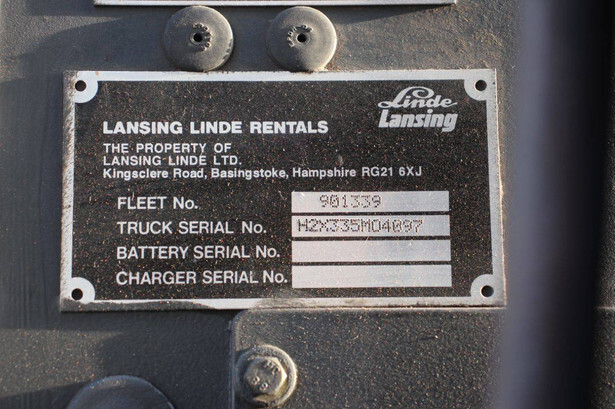 Linde
Lansing
LANSING LINDE RENTALS
THE PROPERTY OF
LANSING LINDE LTD.
Kingsclere Road, Basingstoke, Hampshire RG21 6XJ
FLEET No. 901339
TRUCK SERIAL No. H2X335M04097
BATTERY SERIAL No.
CHARGER SERIAL No.